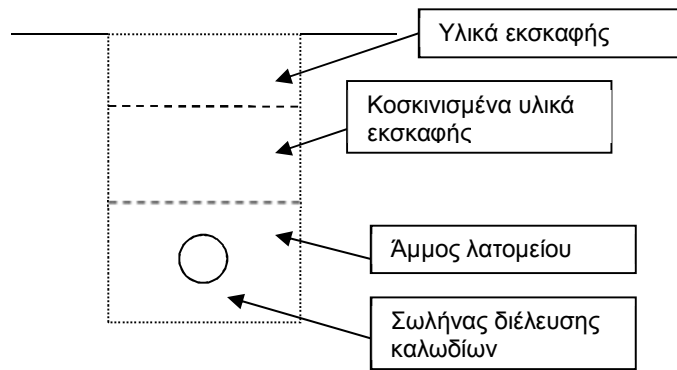 Υλικά εκσκαφής
Κοσκινισμένα υλικά
εκσκαφής
Άμμος λατομείου
Σωλήνας διέλευσης
καλωδίων